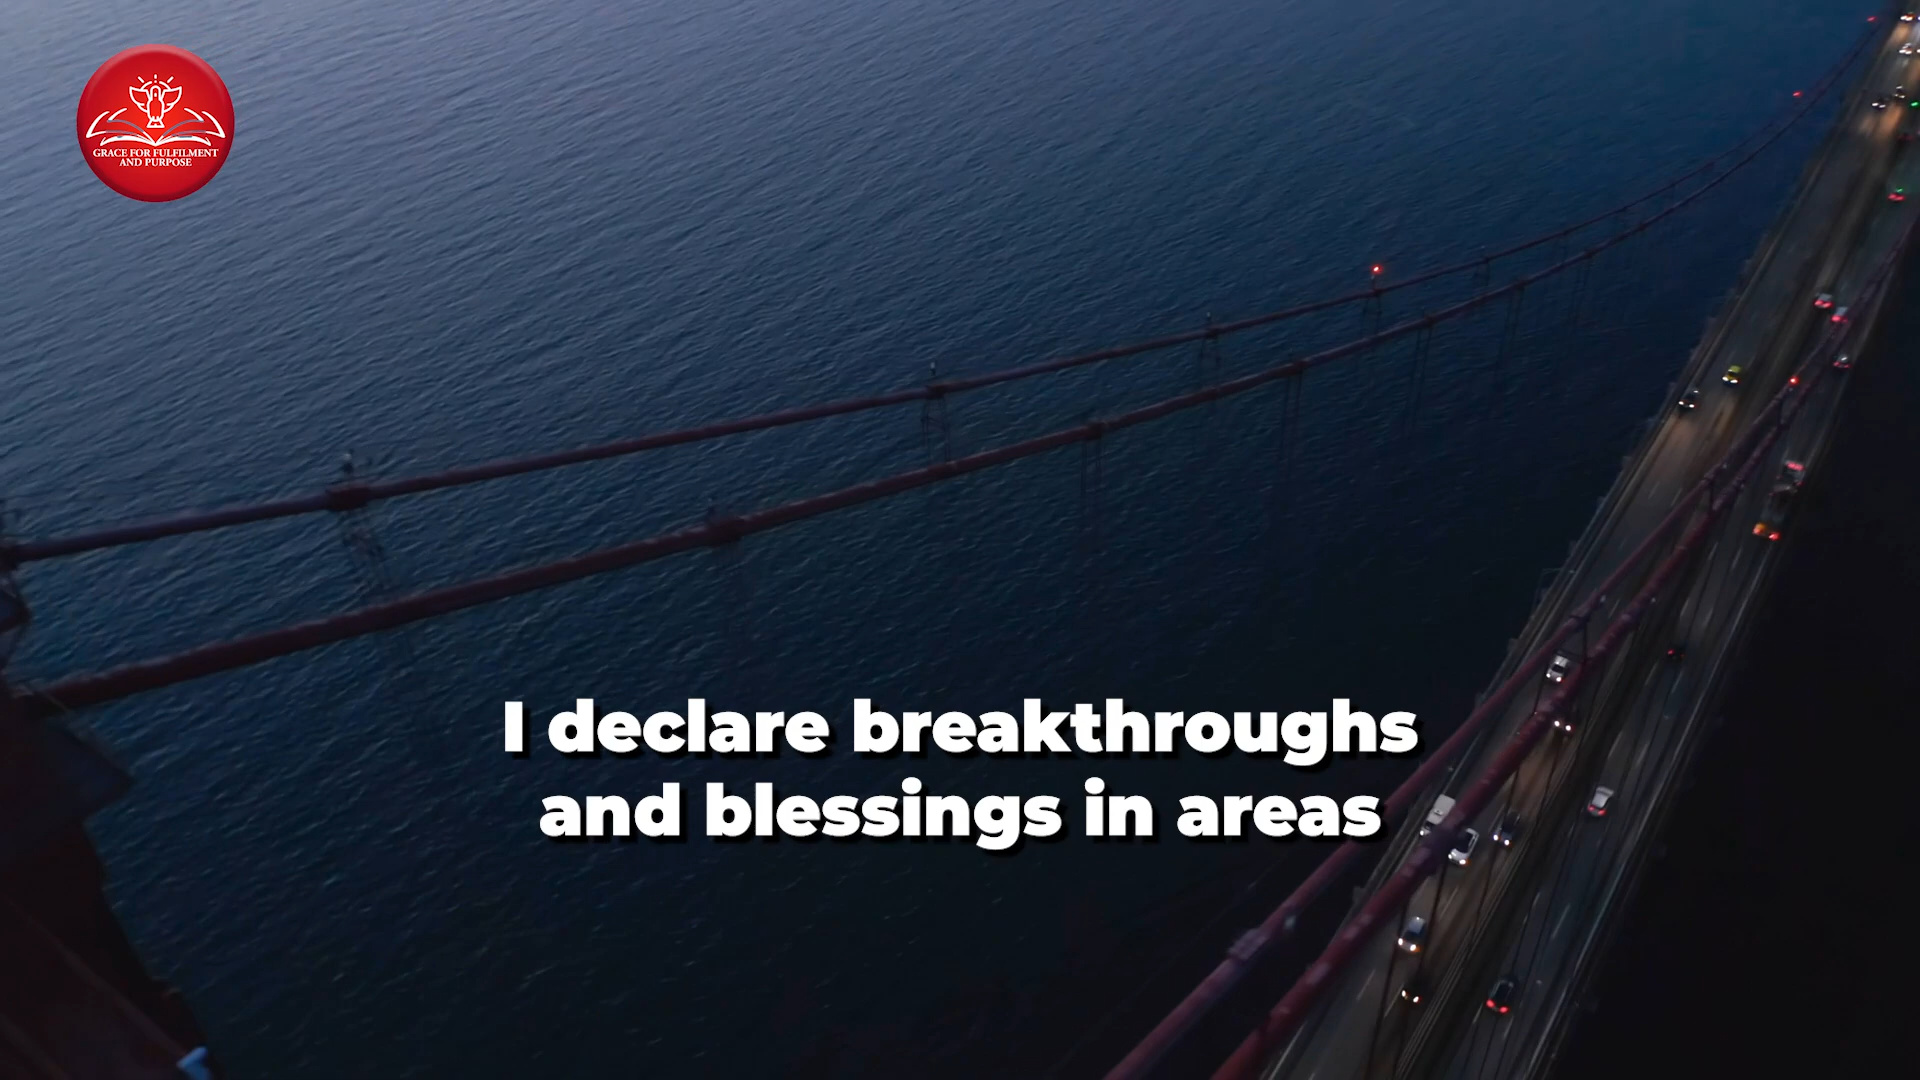 GRACE FOR FULFILMENT
AND PURPOSE
I declare breakthroughs
and blessings in areas